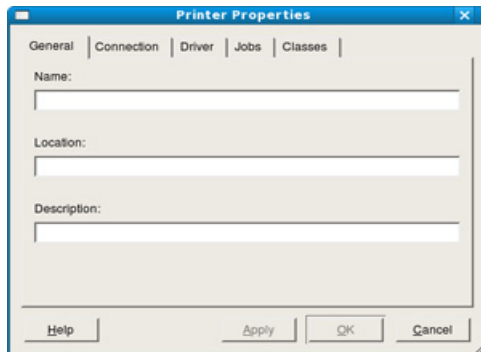 Printer Properties
General Connection Driver Jobs Classes
Name:
Location:
Description:
Help Apply OK Cancel